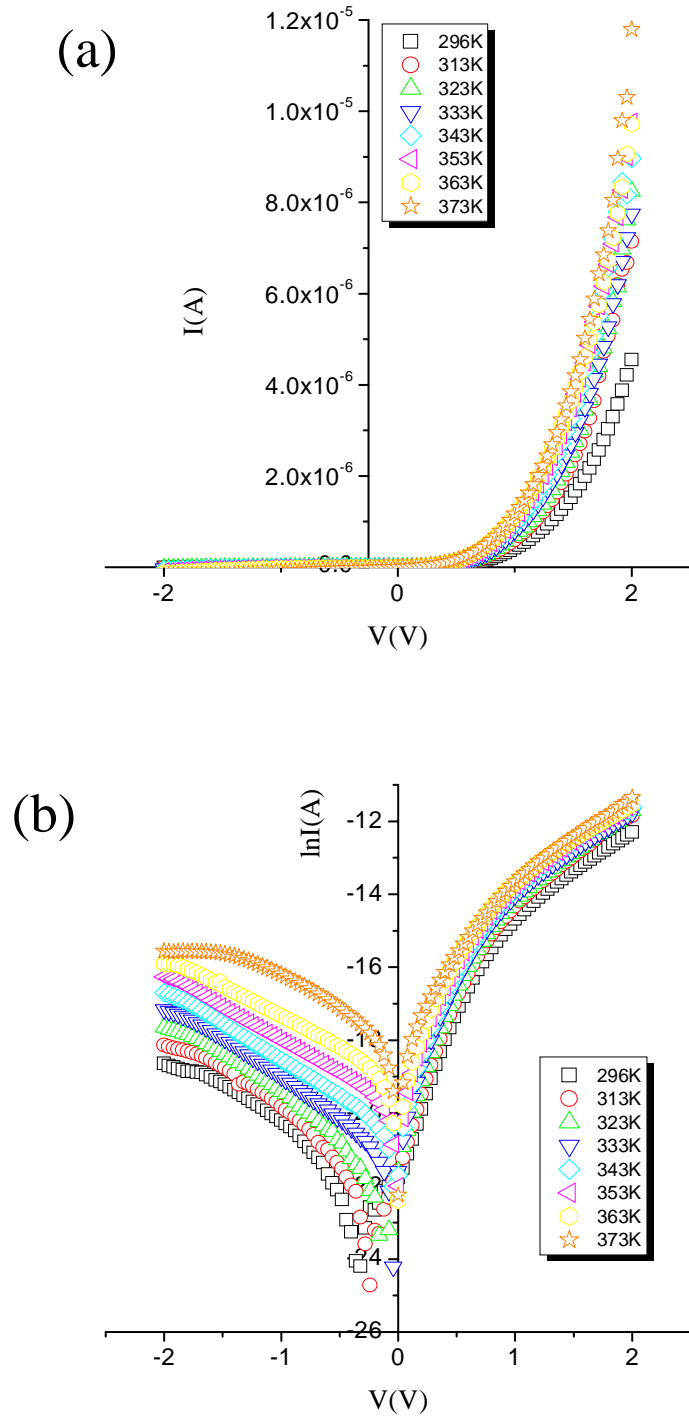 (a)
1.2x10-5
1.0x10-5
8.0x10-6
6.0x10-6
4.0x10-6
2.0x10-6
I(A)
296K
313K
323K
333K
343K
353K
363K
373K
-2
0
2
V(V)
(b)
lnI(A)
-12
-14
-16
-24
-26
296K
313K
323K
333K
343K
353K
363K
373K
-2
-1
0
1
2
V(V)